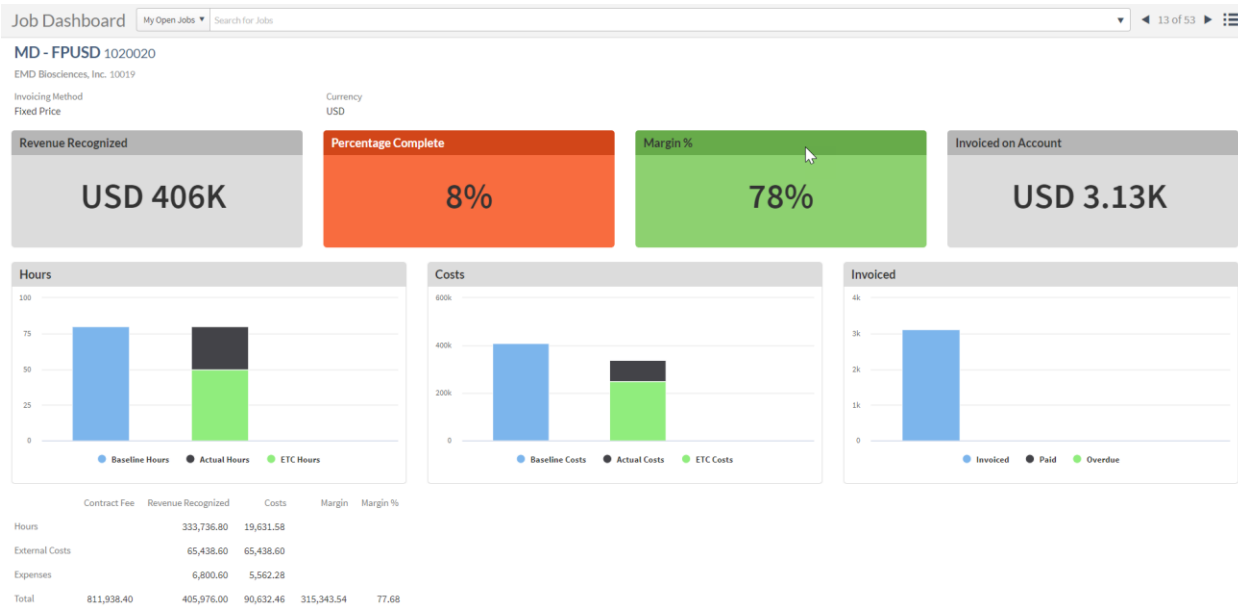 Job Dashboard My Open Jobs ▼ Search for Jobs ▼ ◀ 13 of 53 ▶
MD - FPUSD 1020020
EMD Biosciences, Inc. 10019
Invoicing Method Currency
Fixed Price USD
Revenue Recognized Percentage Complete Margin % Invoiced on Account
USD 406K 8% 78% USD 3.13K
Hours Costs Invoiced
100 600k 4k
75 3k
400k
50 2k
200k
25 1k
0 0 0
Baseline Hours Actual Hours ETC Hours Baseline Costs Actual Costs ETC Costs Invoiced Paid Overdue
Contract Fee Revenue Recognized Costs Margin Margin %
Hours 333,736.80 19,631.58
External Costs 65,438.60 65,438.60
Expenses 6,800.60 5,562.28
Total 811,938.40 405,976.00 90,632.46 315,343.54 77.68